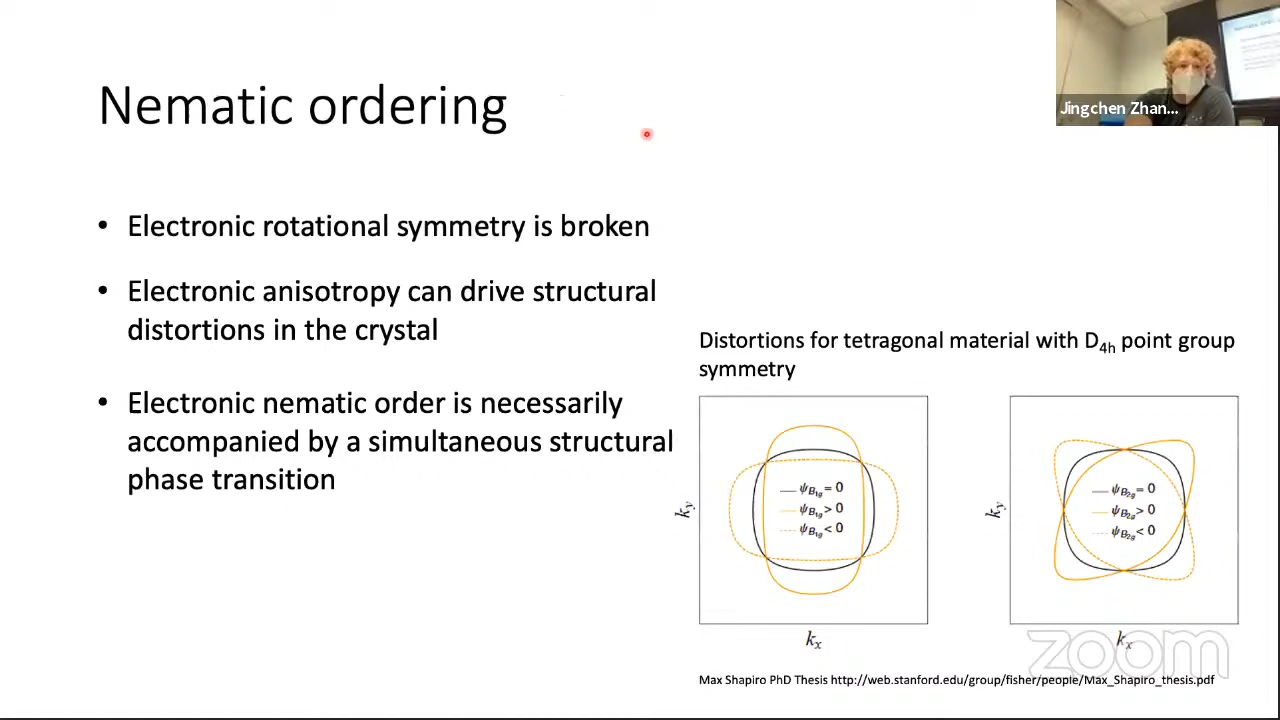 Nematic ordering
Jingchen Zhan...
• Electronic rotational symmetry is broken
• Electronic anisotropy can drive structural
distortions in the crystal
• Electronic nematic order is necessarily
accompanied by a simultaneous structural
phase transition
Distortions for tetragonal material with D4h point group
symmetry
ψB1g = 0
ψB1g > 0
ψB1g < 0
ky
kx
ψB2g = 0
ψB2g > 0
ψB2g < 0
ky
kx
zoom
Max Shapiro PhD Thesis http://web.stanford.edu/group/fisher/people/Max_Shapiro_thesis.pdf